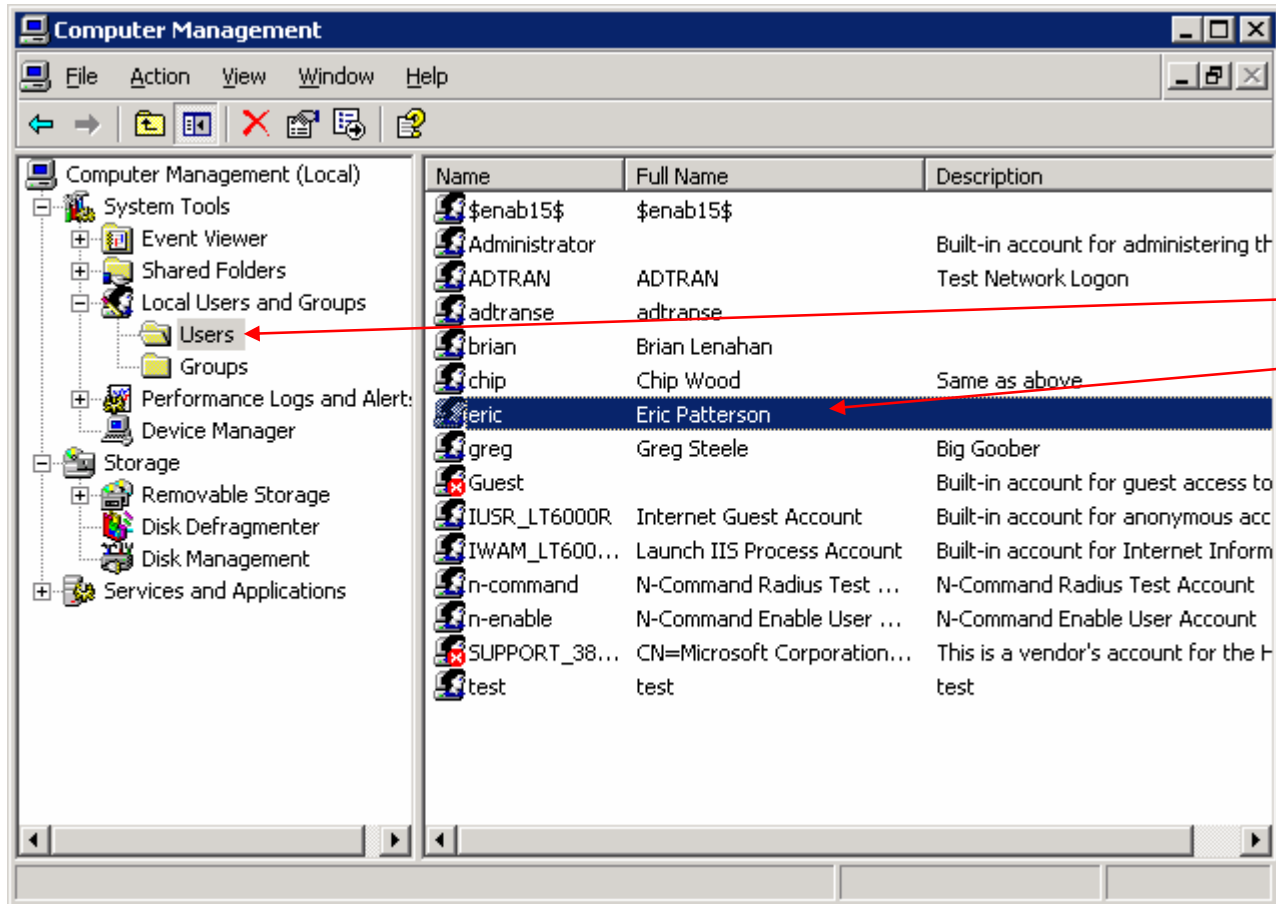 Computer Management
File Action View Window Help
Computer Management (Local)
System Tools
Event Viewer
Shared Folders
Local Users and Groups
Users
Groups
Performance Logs and Alert
Device Manager
Storage
Removable Storage
Disk Defragmenter
Disk Management
Services and Applications
Name Full Name Description
$enab15$ $enab15$
Administrator Built-in account for administering th
ADTRAN ADTRAN Test Network Logon
adtranse adtranse
brian Brian Lenahan
chip Chip Wood Same as above
eric Eric Patterson
greg Greg Steele Big Goober
Guest Built-in account for guest access to
IUSR_LT6000R Internet Guest Account Built-in account for anonymous acc
IWAM_LT600... Launch IIS Process Account Built-in account for Internet Inform
n-command N-Command Radius Test ... N-Command Radius Test Account
n-enable N-Command Enable User ... N-Command Enable User Account
SUPPORT_38... CN=Microsoft Corporation... This is a vendor's account for the H
test test test